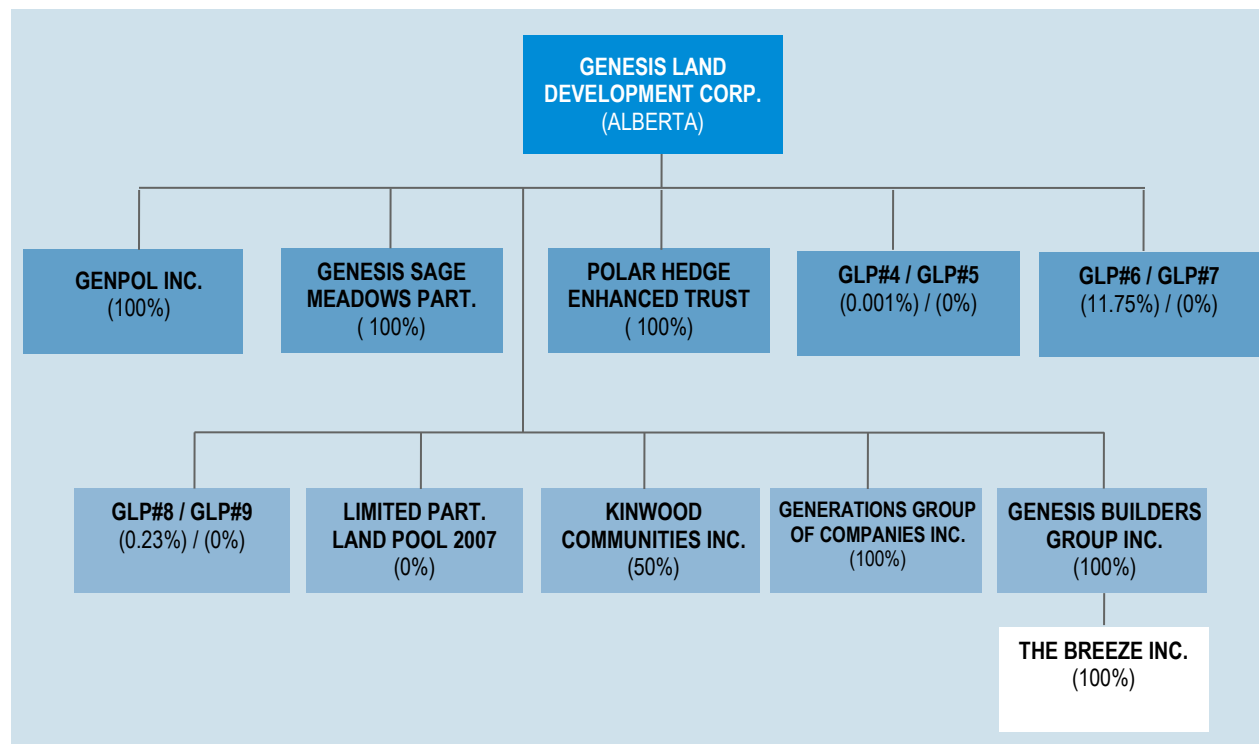 GENESIS LAND
DEVELOPMENT CORP.
(ALBERTA)
GENPOL INC.
(100%)
GENESIS SAGE
MEADOWS PART.
( 100%)
POLAR HEDGE
ENHANCED TRUST
( 100%)
GLP#4 / GLP#5
(0.001%) / (0%)
GLP#6 / GLP#7
(11.75%) / (0%)
GLP#8 / GLP#9
(0.23%) / (0%)
LIMITED PART.
LAND POOL 2007
(0%)
KINWOOD
COMMUNITIES INC.
(50%)
GENERATIONS GROUP
OF COMPANIES INC.
(100%)
GENESIS BUILDERS
GROUP INC.
(100%)
THE BREEZE INC.
(100%)